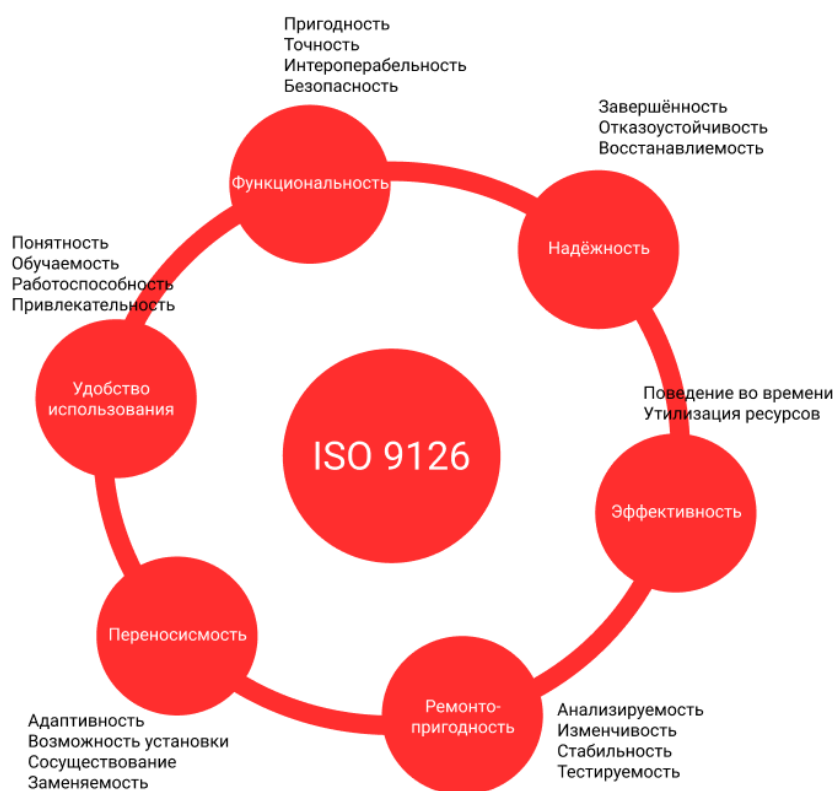 Пригодность
Точность
Интероперабельность
Безопасность
Функциональность
Завершённость
Отказоустойчивость
Восстанавлиемость
Надёжность
Понятность
Обучаемость
Работоспособность
Привлекательность
Удобство
использования
ISO 9126
Поведение во времени
Утилизация ресурсов
Эффективность
Переносисмость
Адаптивность
Возможность установки
Сосуществование
Заменяемость
Ремонто-
пригодность
Анализируемость
Изменчивость
Стабильность
Тестируемость